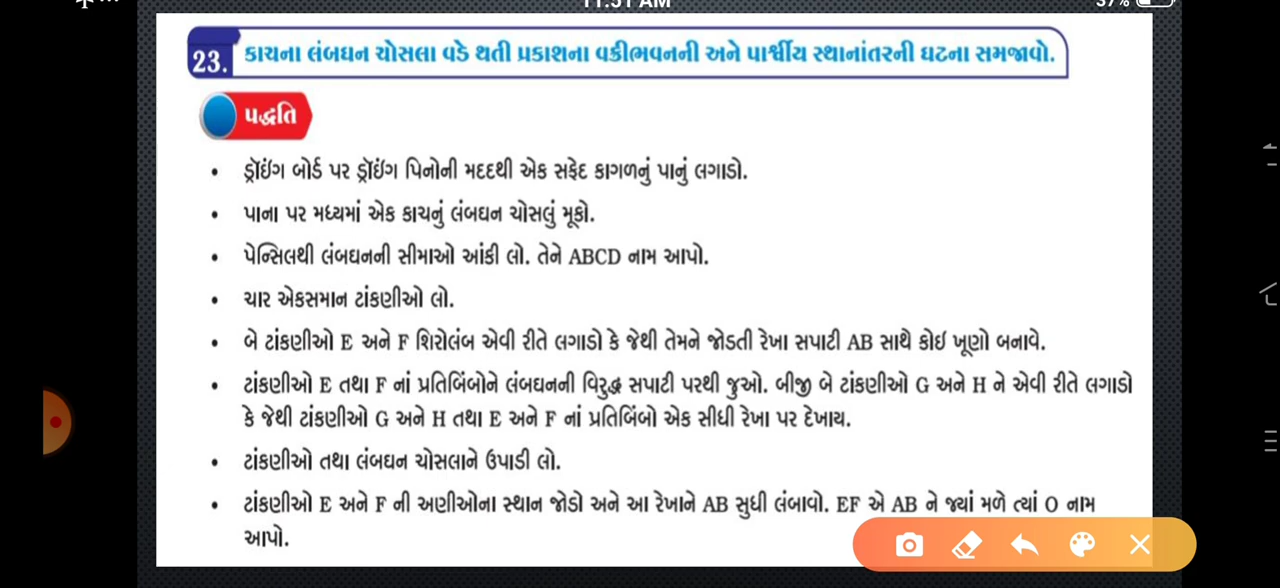 11:51 AM
37%
23. કાચના લંબઘન ચોસલા વડે થતી પ્રકાશના વક્રીભવનની અને પાર્શ્વીય સ્થાનાંતરની ઘટના સમજાવો.
પદ્ધતિ
• ડ્રૉઇંગ બોર્ડ પર ડ્રૉઇંગ પિનોની મદદથી એક સફેદ કાગળનું પાનું લગાડો.
• પાના પર મધ્યમાં એક કાચનું લંબઘન ચોસલું મૂકો.
• પેન્સિલથી લંબઘનની સીમાઓ આંકી લો. તેને ABCD નામ આપો.
• ચાર એકસમાન ટાંકણીઓ લો.
• બે ટાંકણીઓ E અને F શિરોલંબ એવી રીતે લગાડો કે જેથી તેમને જોડતી રેખા સપાટી AB સાથે કોઇ ખૂણો બનાવે.
• ટાંકણીઓ E તથા F નાં પ્રતિબિંબોને લંબઘનની વિરુદ્ધ સપાટી પરથી જુઓ. બીજી બે ટાંકણીઓ G અને H ને એવી રીતે લગાડો
કે જેથી ટાંકણીઓ G અને H તથા E અને F નાં પ્રતિબિંબો એક સીધી રેખા પર દેખાય.
• ટાંકણીઓ તથા લંબઘન ચોસલાને ઉપાડી લો.
• ટાંકણીઓ E અને F ની અણીઓના સ્થાન જોડો અને આ રેખાને AB સુધી લંબાવો. EF એ AB ને જ્યાં મળે ત્યાં O નામ
આપો.